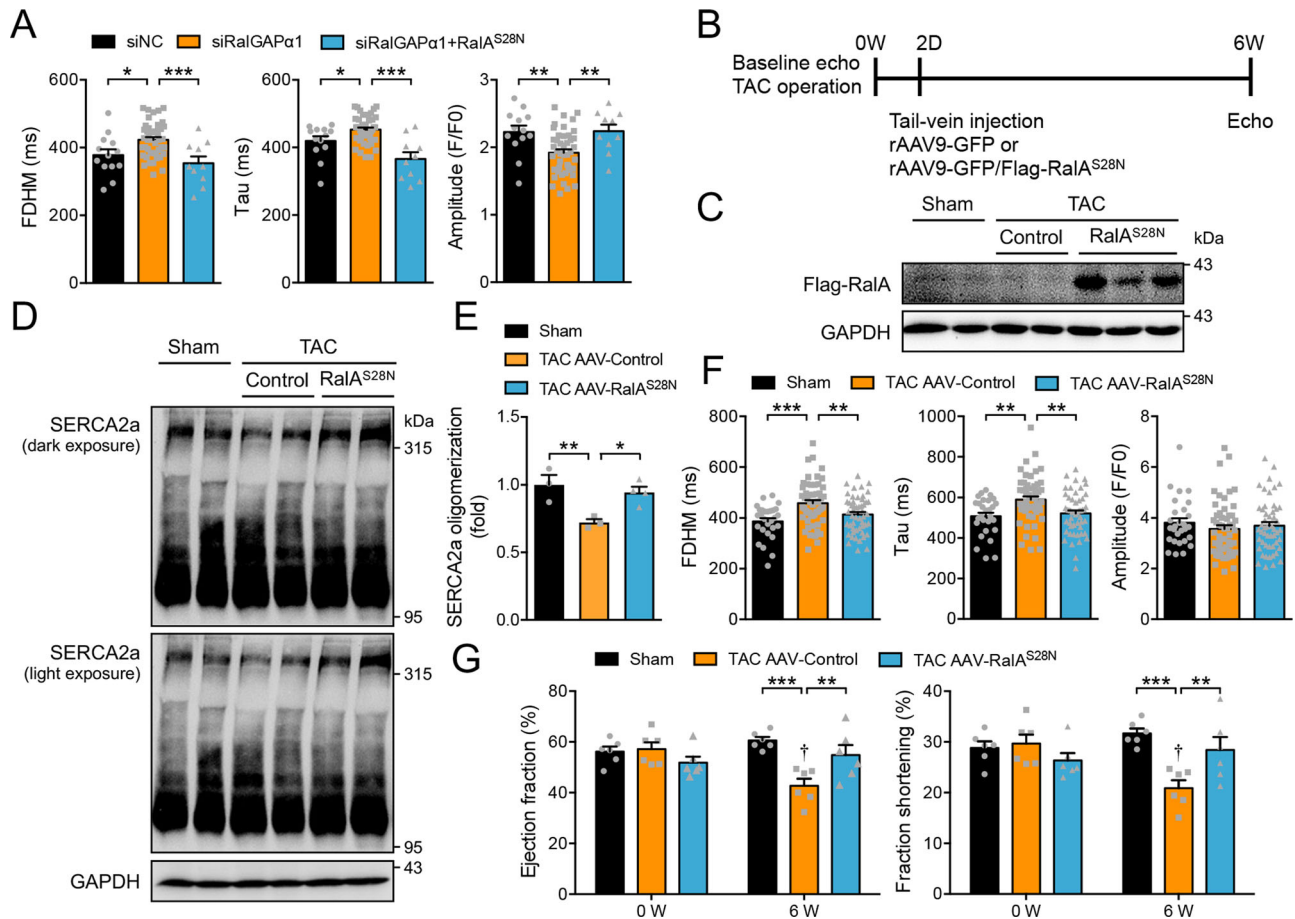 A
siNC
siRalGAPα1
siRalGAPα1+RalA^S28N
FDHM (ms)
600
400
200
0
*
***
Tau (ms)
600
400
200
0
*
***
Amplitude (F/F0)
3
2
1
0
**
**
B
0W
2D
6W
Baseline echo
TAC operation
Tail-vein injection
rAAV9-GFP or
rAAV9-GFP/Flag-RalA^S28N
Echo
C
Sham
TAC
Control
RalA^S28N
kDa
Flag-RalA
43
43
GAPDH
D
Sham
TAC
Control
RalA^S28N
SERCA2a
(dark exposure)
kDa
315
95
SERCA2a
(light exposure)
315
95
43
GAPDH
E
Sham
TAC AAV-Control
TAC AAV-RalA^S28N
SERCA2a oligomerization
(fold)
1.5
1.0
0.5
0.0
**
*
F
Sham
TAC AAV-Control
TAC AAV-RalA^S28N
FDHM (ms)
800
600
400
200
0
***
**
Tau (ms)
1000
800
600
400
200
0
**
**
Amplitude (F/F0)
8
6
4
2
0
G
Sham
TAC AAV-Control
TAC AAV-RalA^S28N
Ejection fraction (%)
80
60
40
20
0
***
**
†
0 W
6 W
Fraction shortening (%)
40
30
20
10
0
***
**
†
0 W
6 W